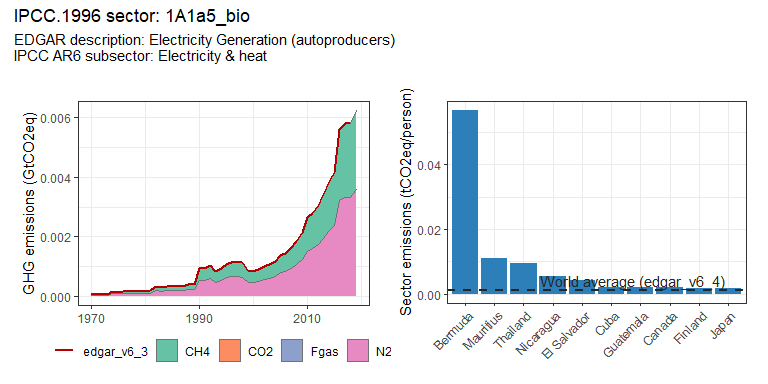 IPCC.1996 sector: 1A1a5_bio
EDGAR description: Electricity Generation (autoproducers)
IPCC AR6 subsector: Electricity & heat
GHG emissions (GtCO2eq)
0.006
0.004
0.002
0.000
1970
1990
2010
edgar_v6_3
CH4
CO2
Fgas
N2
Sector emissions (tCO2eq/person)
0.04
0.02
0.00
World average (edgar_v6_4)
Bermuda
Mauritius
Thailand
Nicaragua
El Salvador
Cuba
Guatemala
Canada
Finland
Japan